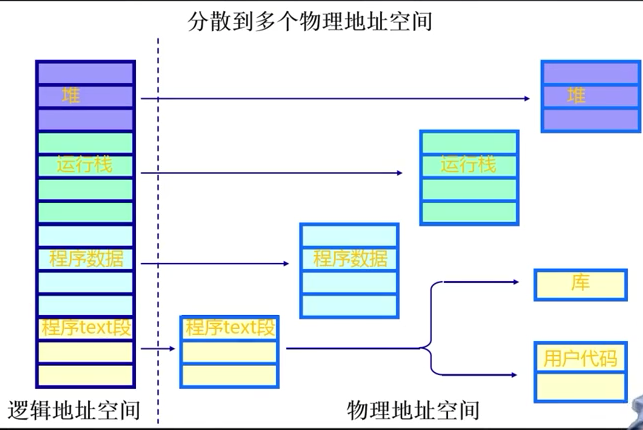 分散到多个物理地址空间
堆
堆
运行栈
运行栈
程序数据
程序数据
库
程序text段
程序text段
用户代码
逻辑地址空间
物理地址空间